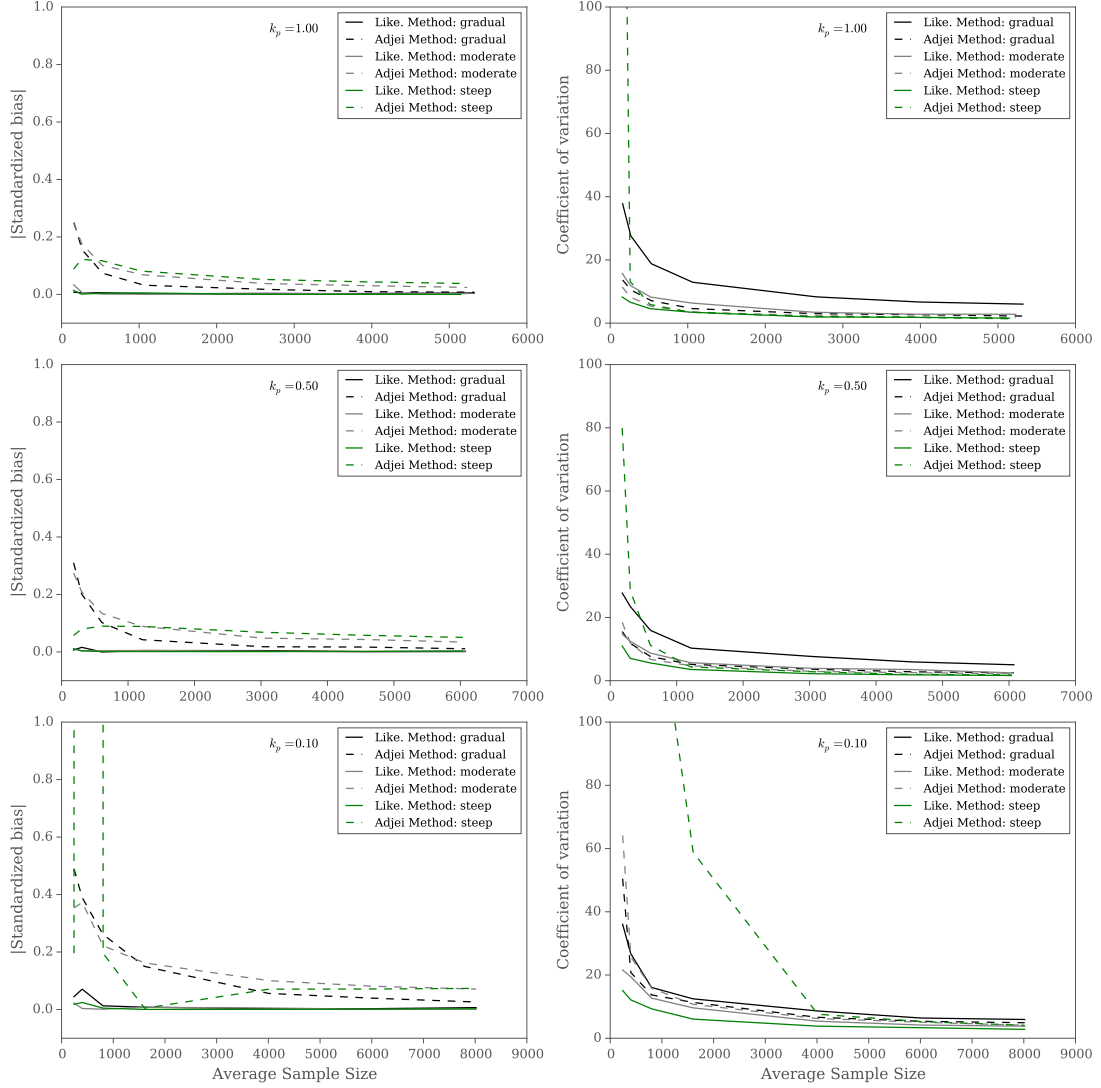 1.0
0.8
0.6
0.4
0.2
0.0
0
1000
2000
3000
4000
5000
6000
|Standardized bias|
k_p =1.00
Like. Method: gradual
Adjei Method: gradual
Like. Method: moderate
Adjei Method: moderate
Like. Method: steep
Adjei Method: steep
100
80
60
40
20
0
0
1000
2000
3000
4000
5000
6000
Coefficient of variation
k_p =1.00
Like. Method: gradual
Adjei Method: gradual
Like. Method: moderate
Adjei Method: moderate
Like. Method: steep
Adjei Method: steep
1.0
0.8
0.6
0.4
0.2
0.0
0
1000
2000
3000
4000
5000
6000
7000
|Standardized bias|
k_p =0.50
Like. Method: gradual
Adjei Method: gradual
Like. Method: moderate
Adjei Method: moderate
Like. Method: steep
Adjei Method: steep
100
80
60
40
20
0
0
1000
2000
3000
4000
5000
6000
7000
Coefficient of variation
k_p =0.50
Like. Method: gradual
Adjei Method: gradual
Like. Method: moderate
Adjei Method: moderate
Like. Method: steep
Adjei Method: steep
1.0
0.8
0.6
0.4
0.2
0.0
0
1000
2000
3000
4000
5000
6000
7000
8000
9000
|Standardized bias|
Average Sample Size
k_p =0.10
Like. Method: gradual
Adjei Method: gradual
Like. Method: moderate
Adjei Method: moderate
Like. Method: steep
Adjei Method: steep
100
80
60
40
20
0
0
1000
2000
3000
4000
5000
6000
7000
8000
9000
Coefficient of variation
Average Sample Size
k_p =0.10
Like. Method: gradual
Adjei Method: gradual
Like. Method: moderate
Adjei Method: moderate
Like. Method: steep
Adjei Method: steep